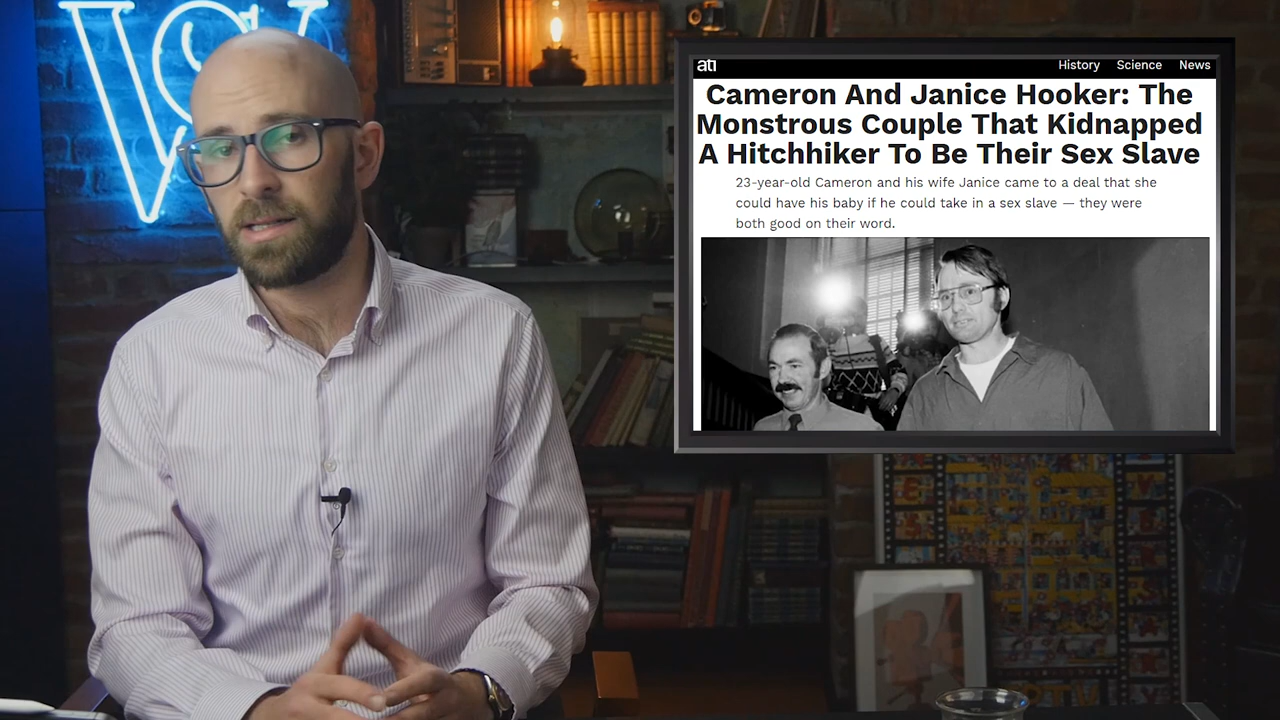 ati
History Science News
Cameron And Janice Hooker: The
Monstrous Couple That Kidnapped
A Hitchhiker To Be Their Sex Slave
23-year-old Cameron and his wife Janice came to a deal that she
could have his baby if he could take in a sex slave — they were
both good on their word.